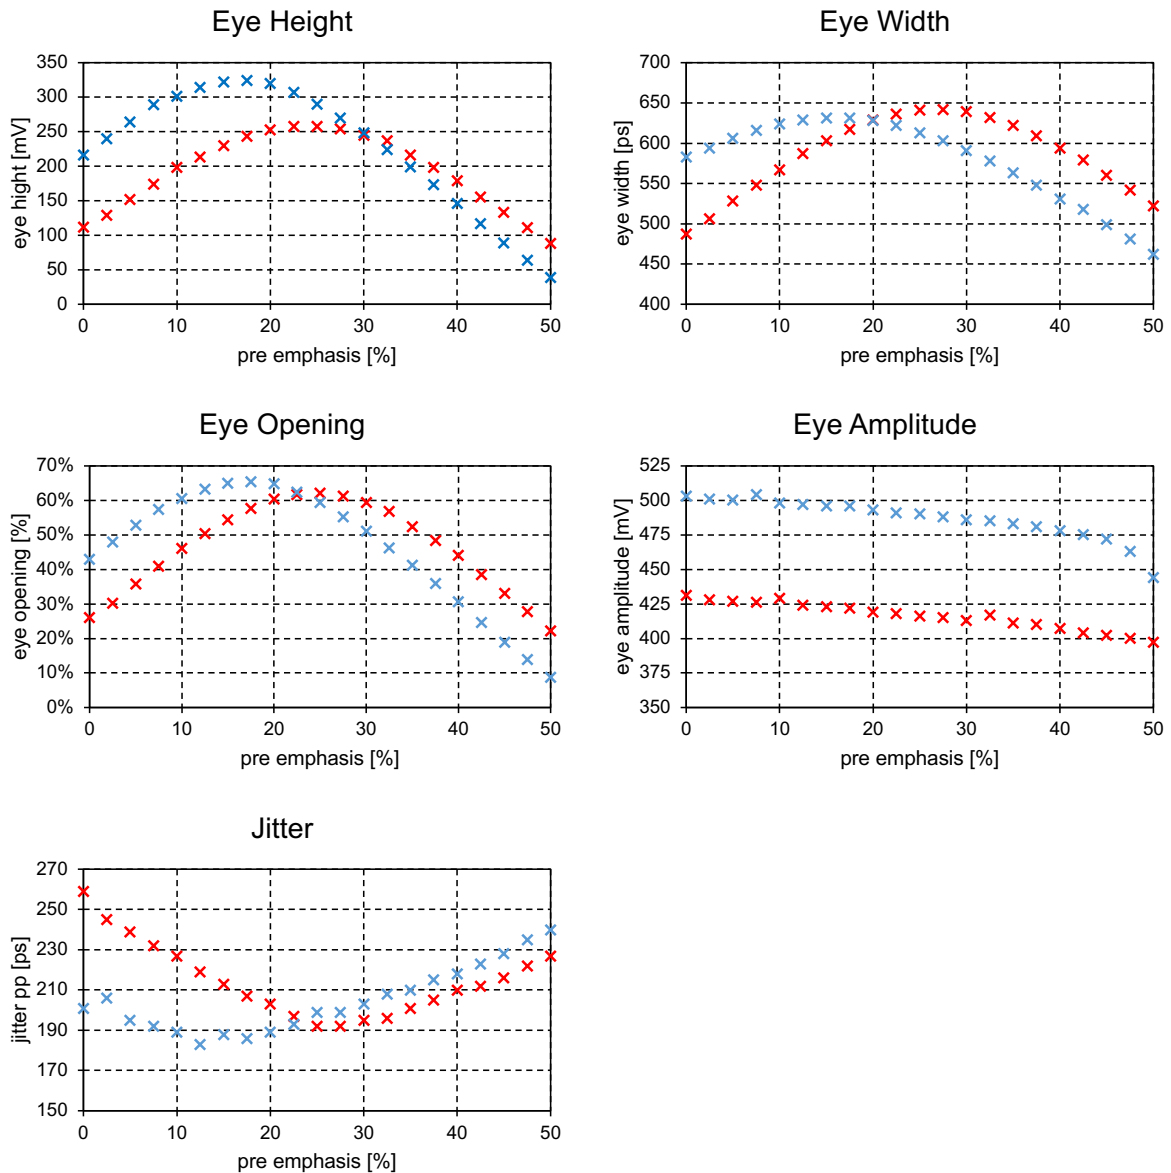 Eye Height
350
300
250
200
150
100
50
0
eye height [mV]
0 10 20 30 40 50
pre emphasis [%]
Eye Width
700
650
600
550
500
450
400
eye width [ps]
0 10 20 30 40 50
pre emphasis [%]
Eye Opening
70%
60%
50%
40%
30%
20%
10%
0%
eye opening [%]
0 10 20 30 40 50
pre emphasis [%]
Eye Amplitude
525
500
475
450
425
400
375
350
eye amplitude [mV]
0 10 20 30 40 50
pre emphasis [%]
Jitter
270
250
230
210
190
170
150
jitter pp [ps]
0 10 20 30 40 50
pre emphasis [%]